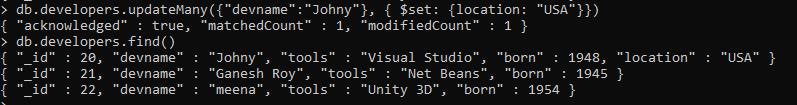 > db.developers.updateMany({"devname":"Johny"}, { $set: {location: "USA"}})
{ "acknowledged" : true, "matchedCount" : 1, "modifiedCount" : 1 }
> db.developers.find()
{ "_id" : 20, "devname" : "Johny", "tools" : "Visual Studio", "born" : 1948, "location" : "USA" }
{ "_id" : 21, "devname" : "Ganesh Roy", "tools" : "Net Beans", "born" : 1945 }
{ "_id" : 22, "devname" : "meena", "tools" : "Unity 3D", "born" : 1954 }